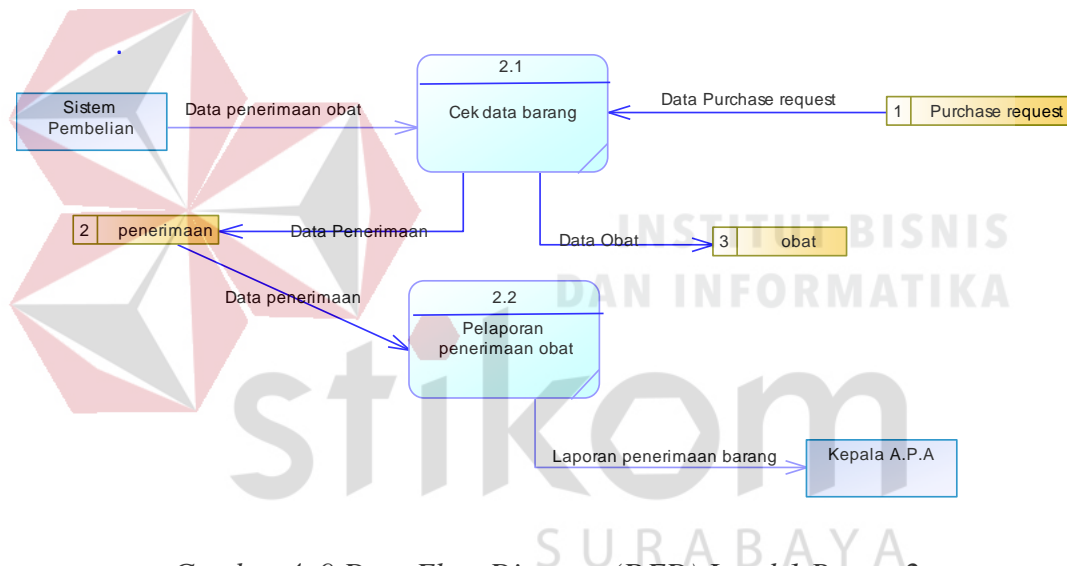 2.1
Sistem
Pembelian
Data penerimaan obat
Cek data barang
Data Purchase request
1 Purchase request
2 penerimaan
Data Penerimaan
Data Obat
3 obat
INSTITUT BISNIS
DAN INFORMATIKA
Data penerimaan
2.2
Pelaporan
penerimaan obat
stikom
Laporan penerimaan barang
Kepala A.P.A
SURABAYA